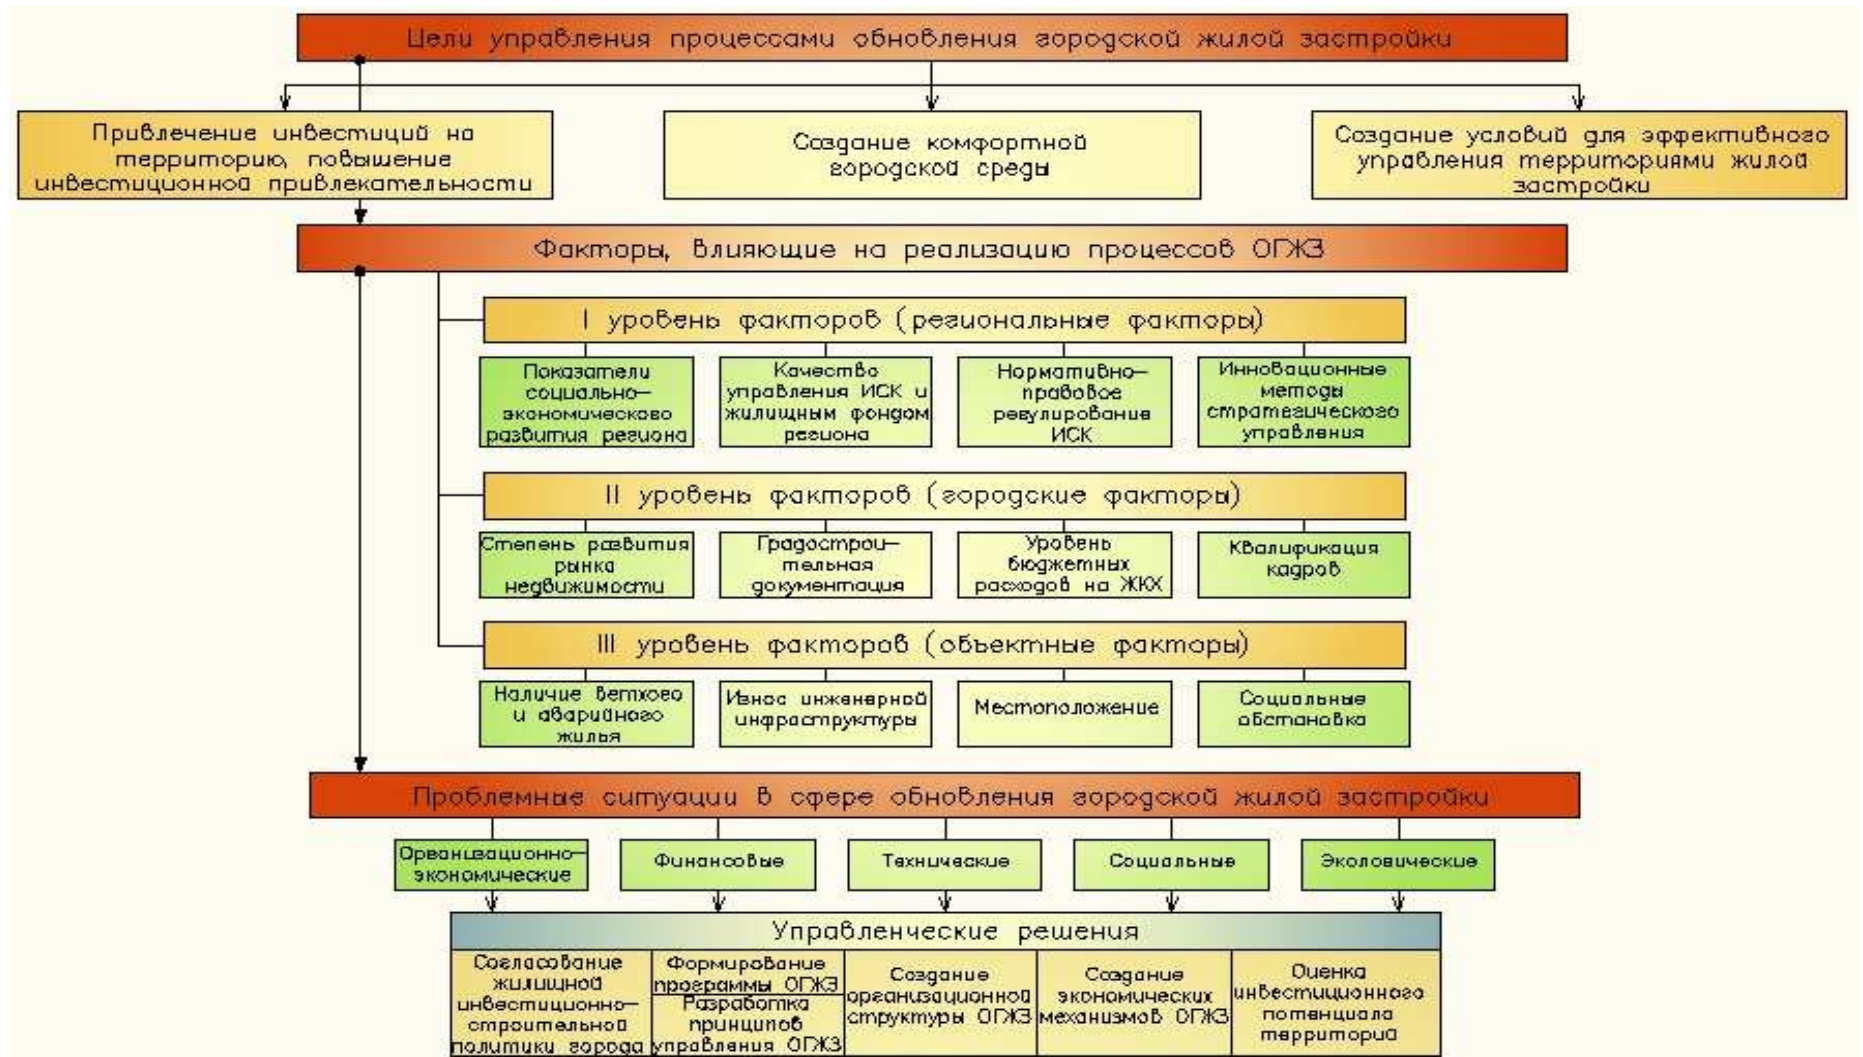 Цели управления процессами обновления городской жилой застройки
Привлечение инвестиций на
территорию, повышение
инвестиционной привлекательности
Создание комфортной
городской среды
Создание условий для эффективного
управления территориями жилой
застройки
Факторы, влияющие на реализацию процессов ОГЖЗ
I уровень факторов (региональные факторы)
Показатели
социально-
экономического
развития региона
Качество
управления ИСК и
жилищным фондом
региона
Нормативно-
правовое
регулирование
ИСК
Инновационные
методы
стратегического
управления
II уровень факторов (городские факторы)
Степень развития
рынка
недвижимости
Градострои-
тельная
документация
Уровень
бюджетных
расходов на ЖКХ
Квалификация
кадров
III уровень факторов (объектные факторы)
Наличие ветхого
и аварийного
жилья
Износ инженерной
инфраструктуры
Местоположение
Социальные
обстановка
Проблемные ситуации в сфере обновления городской жилой застройки
Организационно-
экономические
Финансовые
Технические
Социальные
Экологические
Управленческие решения
Согласование
жилищной
инвестиционно-
строительной
политики города
Формирование
программы ОГЖЗ
Разработка
принципов
управления ОГЖЗ
Создание
организационной
структуры ОГЖЗ
Создание
экономических
механизмов ОГЖЗ
Оценка
инвестиционного
потенциала
территорий